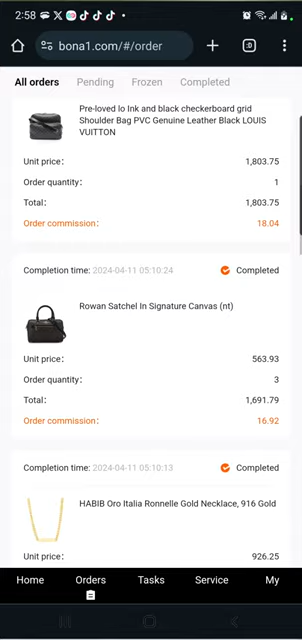 2:58
bona1.com/#/order
:D
All orders
Pending
Frozen
Completed
Pre-loved lo Ink and black checkerboard grid
Shoulder Bag PVC Genuine Leather Black LOUIS
VUITTON
Unit price: 1,803.75
Order quantity: 1
Total: 1,803.75
Order commission: 18.04
Completion time: 2024-04-11 05:10:24 Completed
Rowan Satchel In Signature Canvas (nt)
Unit price: 563.93
Order quantity: 3
Total: 1,691.79
Order commission: 16.92
Completion time: 2024-04-11 05:10:13 Completed
HABIB Oro Italia Ronnelle Gold Necklace, 916 Gold
Unit price: 926.25
Home
Orders
Tasks
Service
My